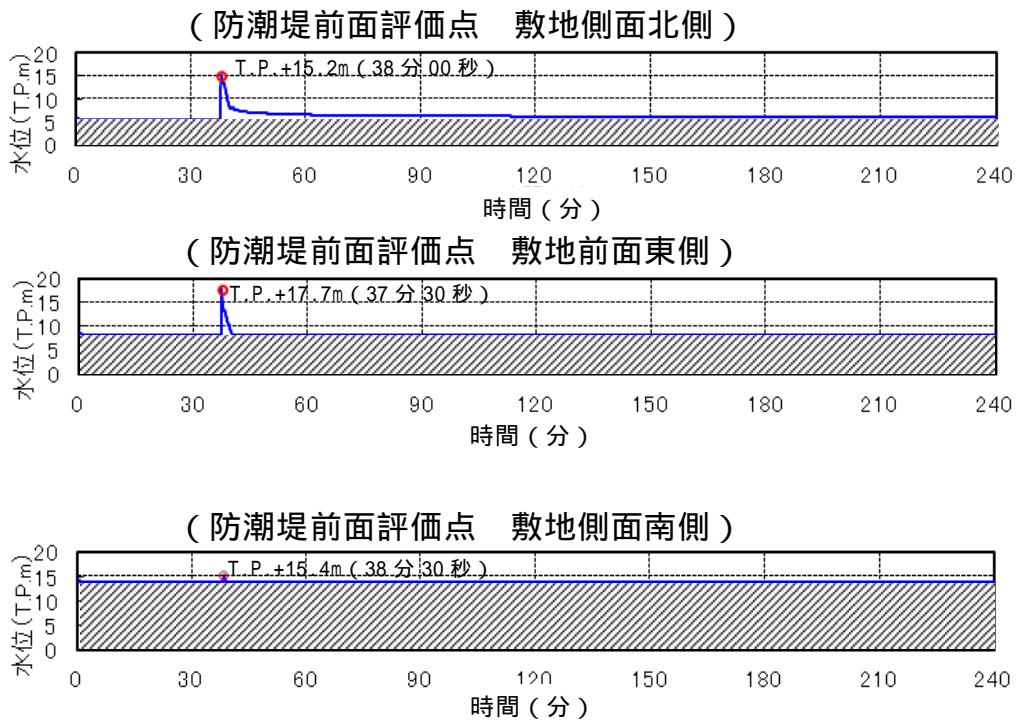 （防潮堤前面評価点　敷地側面北側）
水位(T.P.m)
20
15
10
5
0
T.P.+15.2m（38分00秒）
0 30 60 90 120 150 180 210 240
時間（分）
（防潮堤前面評価点　敷地前面東側）
水位(T.P.m)
20
15
10
5
0
T.P.+17.7m（37分30秒）
0 30 60 90 120 150 180 210 240
時間（分）
（防潮堤前面評価点　敷地側面南側）
水位(T.P.m)
20
15
10
5
0
T.P.+15.4m（38分30秒）
0 30 60 90 120 150 180 210 240
時間（分）